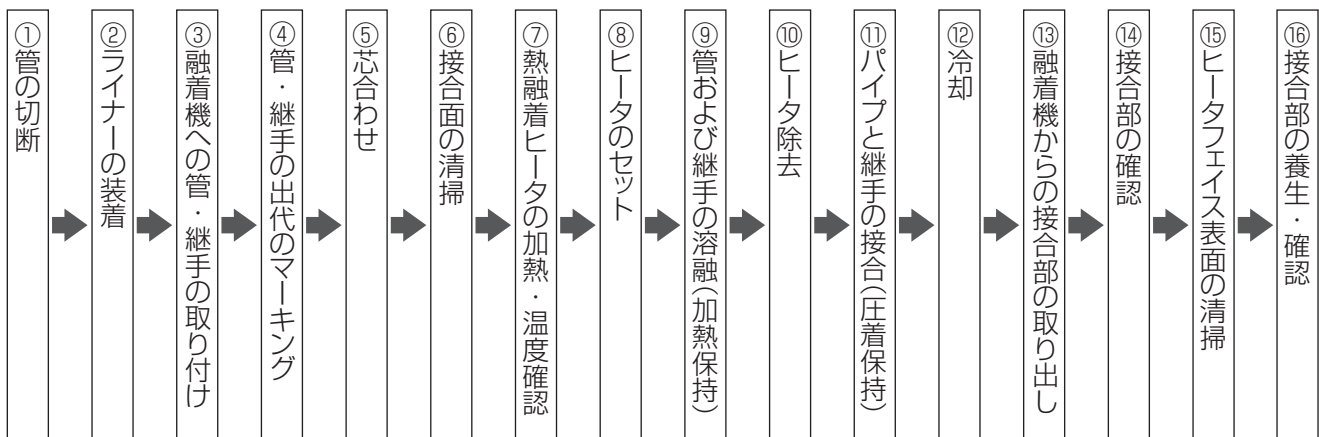 ①管の切断
②ライナーの装着
③融着機への管・継手の取り付け
④管・継手の出代のマーキング
⑤芯合わせ
⑥接合面の清掃
⑦熱融着ヒータの加熱・温度確認
⑧ヒータのセット
⑨管および継手の溶融(加熱保持)
⑩ヒータ除去
⑪パイプと継手の接合(圧着保持)
⑫冷却
⑬融着機からの接合部の取り出し
⑭接合部の確認
⑮ヒータフェイス表面の清掃
⑯接合部の養生・確認